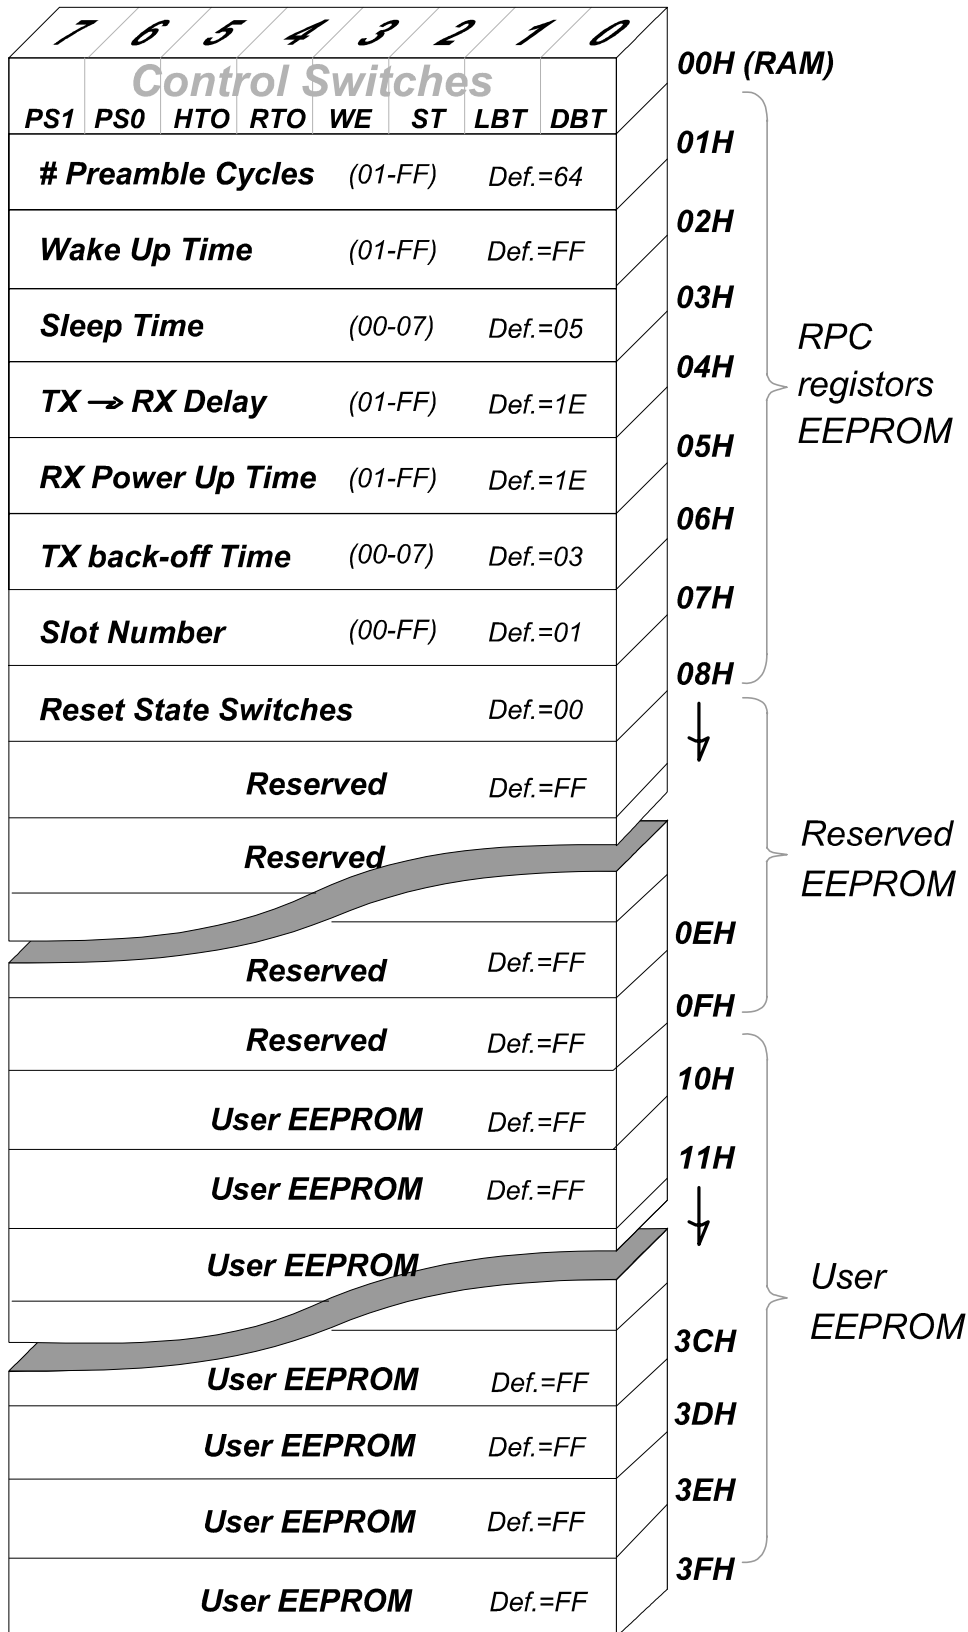 7 6 5 4 3 2 1 0
Control Switches
PS1 PS0 HTO RTO WE ST LBT DBT
00H (RAM)
# Preamble Cycles (01-FF) Def.=64
01H
Wake Up Time (01-FF) Def.=FF
02H
Sleep Time (00-07) Def.=05
03H
TX → RX Delay (01-FF) Def.=1E
04H
RX Power Up Time (01-FF) Def.=1E
05H
TX back-off Time (00-07) Def.=03
06H
Slot Number (00-FF) Def.=01
07H
Reset State Switches Def.=00
08H
RPC
registors
EEPROM
Reserved Def.=FF
Reserved
Reserved Def.=FF
0EH
Reserved Def.=FF
0FH
Reserved
EEPROM
User EEPROM Def.=FF
10H
User EEPROM Def.=FF
11H
User EEPROM
User EEPROM Def.=FF
3CH
User EEPROM Def.=FF
3DH
User EEPROM Def.=FF
3EH
User EEPROM Def.=FF
3FH
User
EEPROM